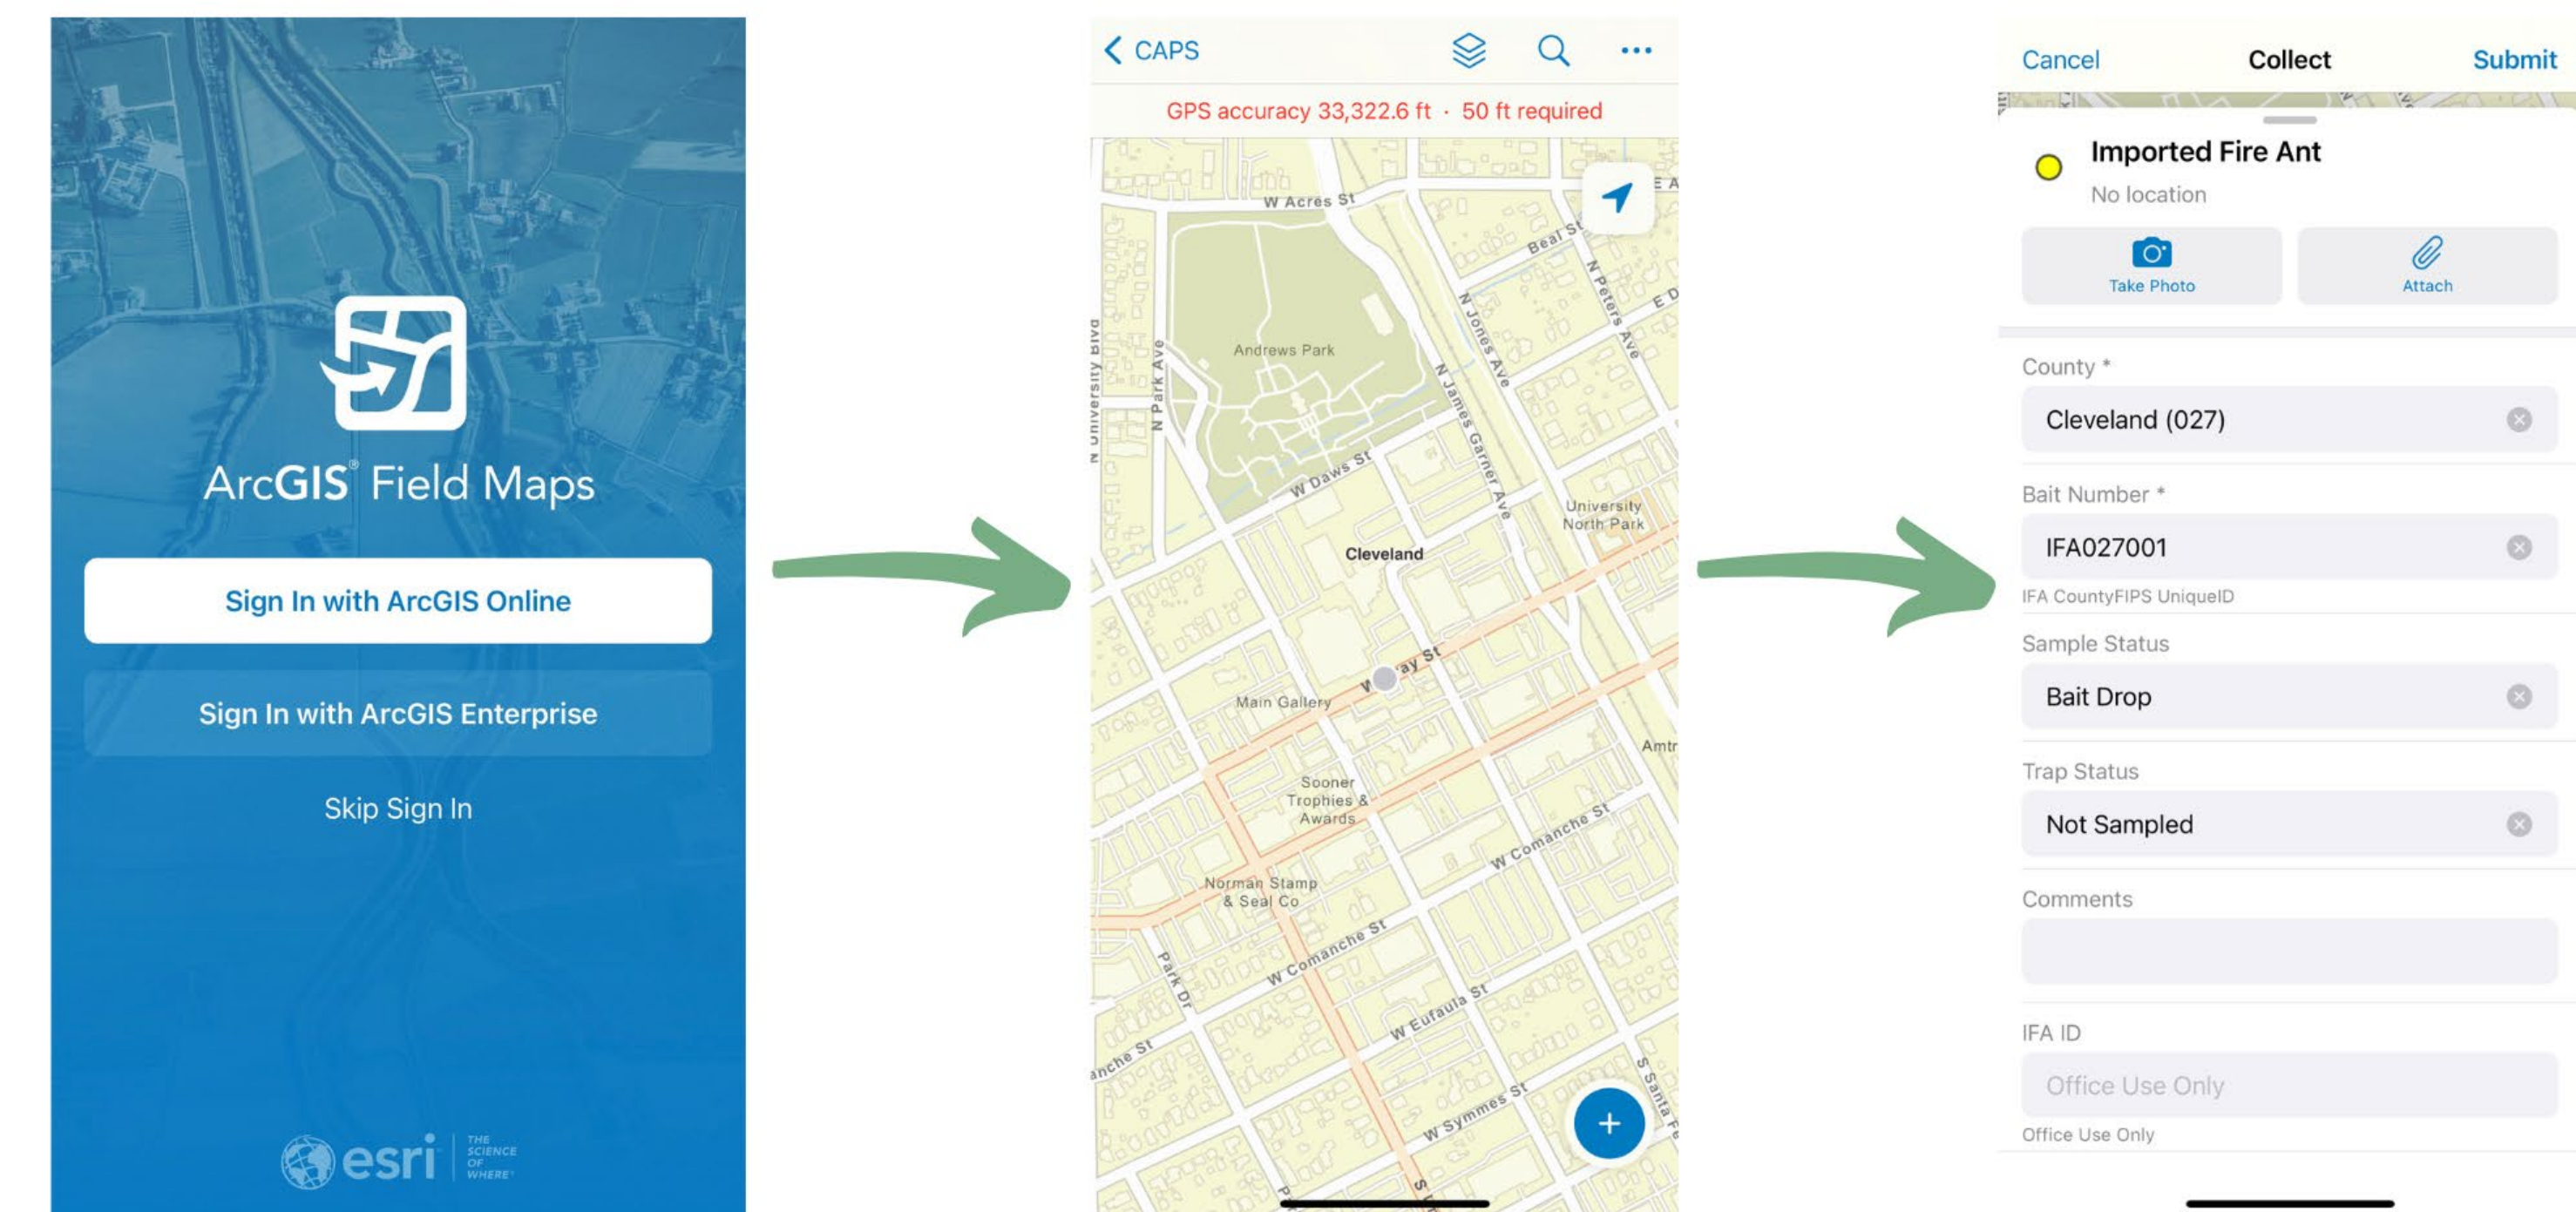 ArcGIS® Field Maps
Sign In with ArcGIS Online
Sign In with ArcGIS Enterprise
Skip Sign In
esri
THE
SCIENCE
OF
WHERE
CAPS
GPS accuracy 33,322.6 ft · 50 ft required
W Acres St
E A
Beal St
N Peters Ave
E D
N Jones Ave
N University Blvd
N Park Ave
Andrews Park
N James Garner Ave
W Daws St
University
North Park
Cleveland
Main Gallery
Amtr
Sooner
Trophies &
Awards
W Comanche St
Norman Stamp
& Seal Co
W Comanche St
Park Dr
W Eufaula St
anche St
S Santa Fe
W Symmes St
Cancel
Collect
Submit
Imported Fire Ant
No location
Take Photo
Attach
County *
Cleveland (027)
Bait Number *
IFA027001
IFA CountyFIPS UniqueID
Sample Status
Bait Drop
Trap Status
Not Sampled
Comments
IFA ID
Office Use Only
Office Use Only